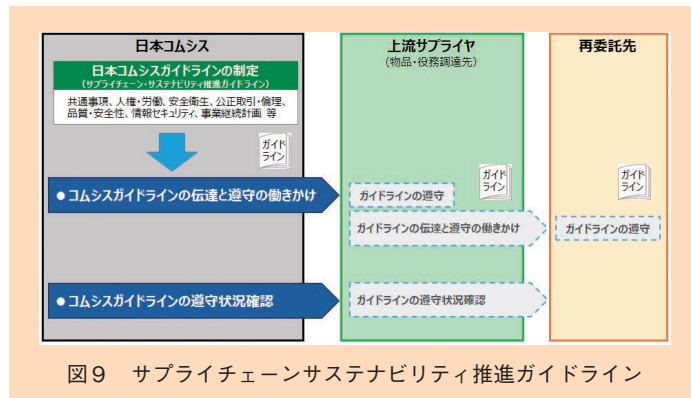 日本コムシス
日本コムシスガイドラインの制定
(サプライチェーン・サステナビリティ推進ガイドライン)
共通事項、人権・労働、安全衛生、公正取引・倫理、
品質・安全性、情報セキュリティ、事業継続計画 等
ガイド
ライン
●コムシスガイドラインの伝達と遵守の働きかけ
●コムシスガイドラインの遵守状況確認
上流サプライヤ
(物品・役務調達先)
ガイド
ライン
ガイドラインの遵守
ガイドラインの伝達と遵守の働きかけ
ガイドラインの遵守状況確認
再委託先
ガイド
ライン
ガイドラインの遵守
図9 サプライチェーンサステナビリティ推進ガイドライン